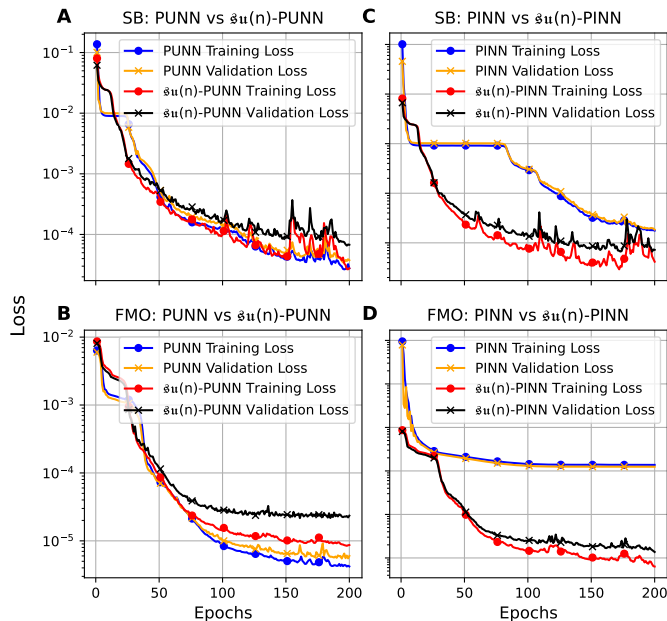 A SB: PUNN vs 𝔰𝔲(n)-PUNN
10⁻¹
10⁻²
10⁻³
10⁻⁴
PUNN Training Loss
PUNN Validation Loss
𝔰𝔲(n)-PUNN Training Loss
𝔰𝔲(n)-PUNN Validation Loss
C SB: PINN vs 𝔰𝔲(n)-PINN
PINN Training Loss
PINN Validation Loss
𝔰𝔲(n)-PINN Training Loss
𝔰𝔲(n)-PINN Validation Loss
Loss
B FMO: PUNN vs 𝔰𝔲(n)-PUNN
10⁻²
10⁻³
10⁻⁴
10⁻⁵
PUNN Training Loss
PUNN Validation Loss
𝔰𝔲(n)-PUNN Training Loss
𝔰𝔲(n)-PUNN Validation Loss
0 50 100 150 200
Epochs
D FMO: PINN vs 𝔰𝔲(n)-PINN
PINN Training Loss
PINN Validation Loss
𝔰𝔲(n)-PINN Training Loss
𝔰𝔲(n)-PINN Validation Loss
0 50 100 150 200
Epochs